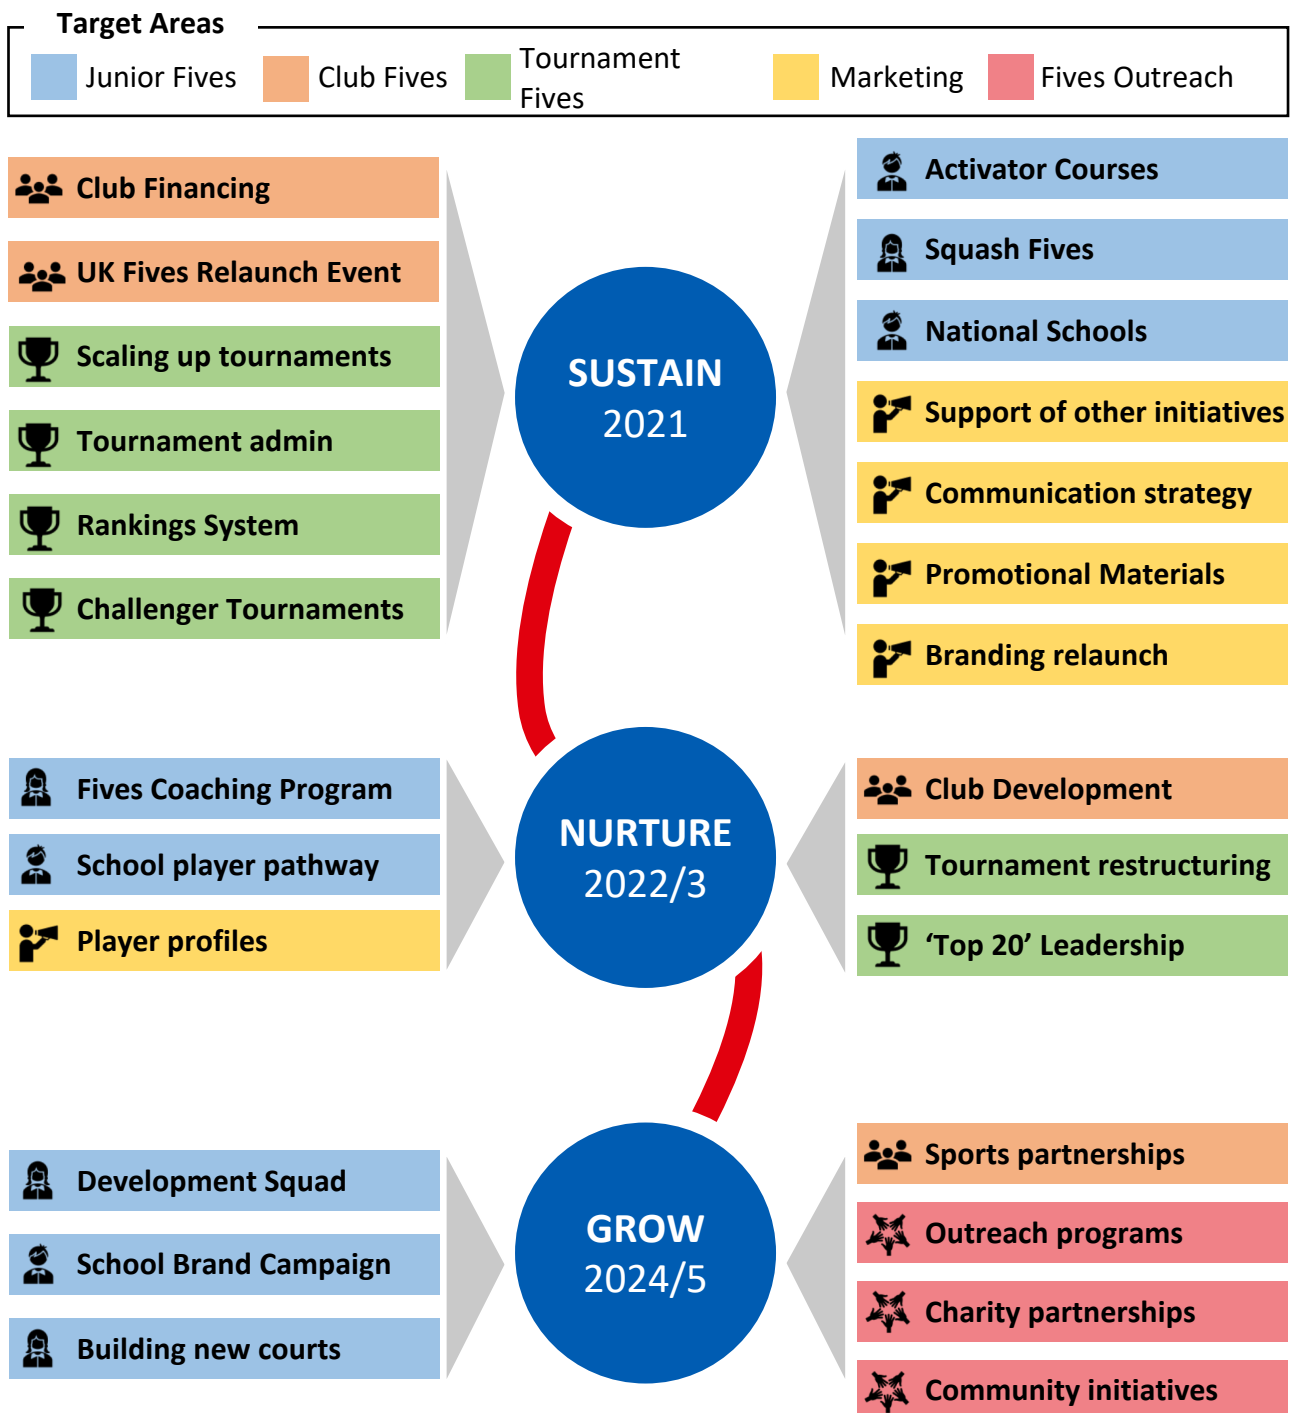 Target Areas
Junior Fives
Club Fives
Tournament
Fives
Marketing
Fives Outreach
Club Financing
UK Fives Relaunch Event
Scaling up tournaments
Tournament admin
Rankings System
Challenger Tournaments
SUSTAIN
2021
Activator Courses
Squash Fives
National Schools
Support of other initiatives
Communication strategy
Promotional Materials
Branding relaunch
Fives Coaching Program
School player pathway
Player profiles
NURTURE
2022/3
Club Development
Tournament restructuring
‘Top 20’ Leadership
Development Squad
School Brand Campaign
Building new courts
GROW
2024/5
Sports partnerships
Outreach programs
Charity partnerships
Community initiatives